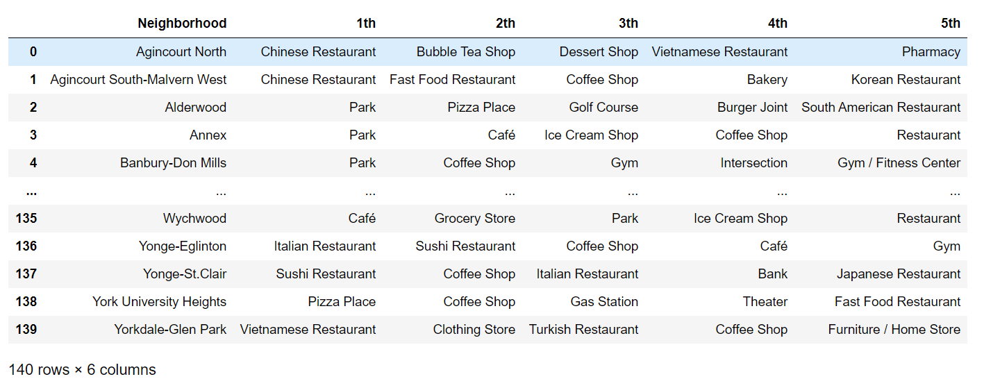 Neighborhood 1th 2th 3th 4th 5th
0 Agincourt North Chinese Restaurant Bubble Tea Shop Dessert Shop Vietnamese Restaurant Pharmacy
1 Agincourt South-Malvern West Chinese Restaurant Fast Food Restaurant Coffee Shop Bakery Korean Restaurant
2 Alderwood Park Pizza Place Golf Course Burger Joint South American Restaurant
3 Annex Park Café Ice Cream Shop Coffee Shop Restaurant
4 Banbury-Don Mills Park Coffee Shop Gym Intersection Gym / Fitness Center
... ... ... ... ... ... ...
135 Wychwood Café Grocery Store Park Ice Cream Shop Restaurant
136 Yonge-Eglinton Italian Restaurant Sushi Restaurant Coffee Shop Café Gym
137 Yonge-St.Clair Sushi Restaurant Coffee Shop Italian Restaurant Bank Japanese Restaurant
138 York University Heights Pizza Place Coffee Shop Gas Station Theater Fast Food Restaurant
139 Yorkdale-Glen Park Vietnamese Restaurant Clothing Store Turkish Restaurant Coffee Shop Furniture / Home Store
140 rows × 6 columns